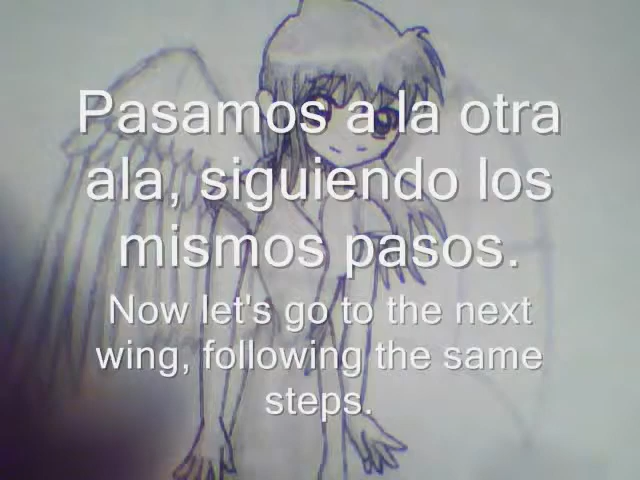 Pasamos a la otra
ala, siguiendo los
mismos pasos.
Now let's go to the next
wing, following the same
steps.